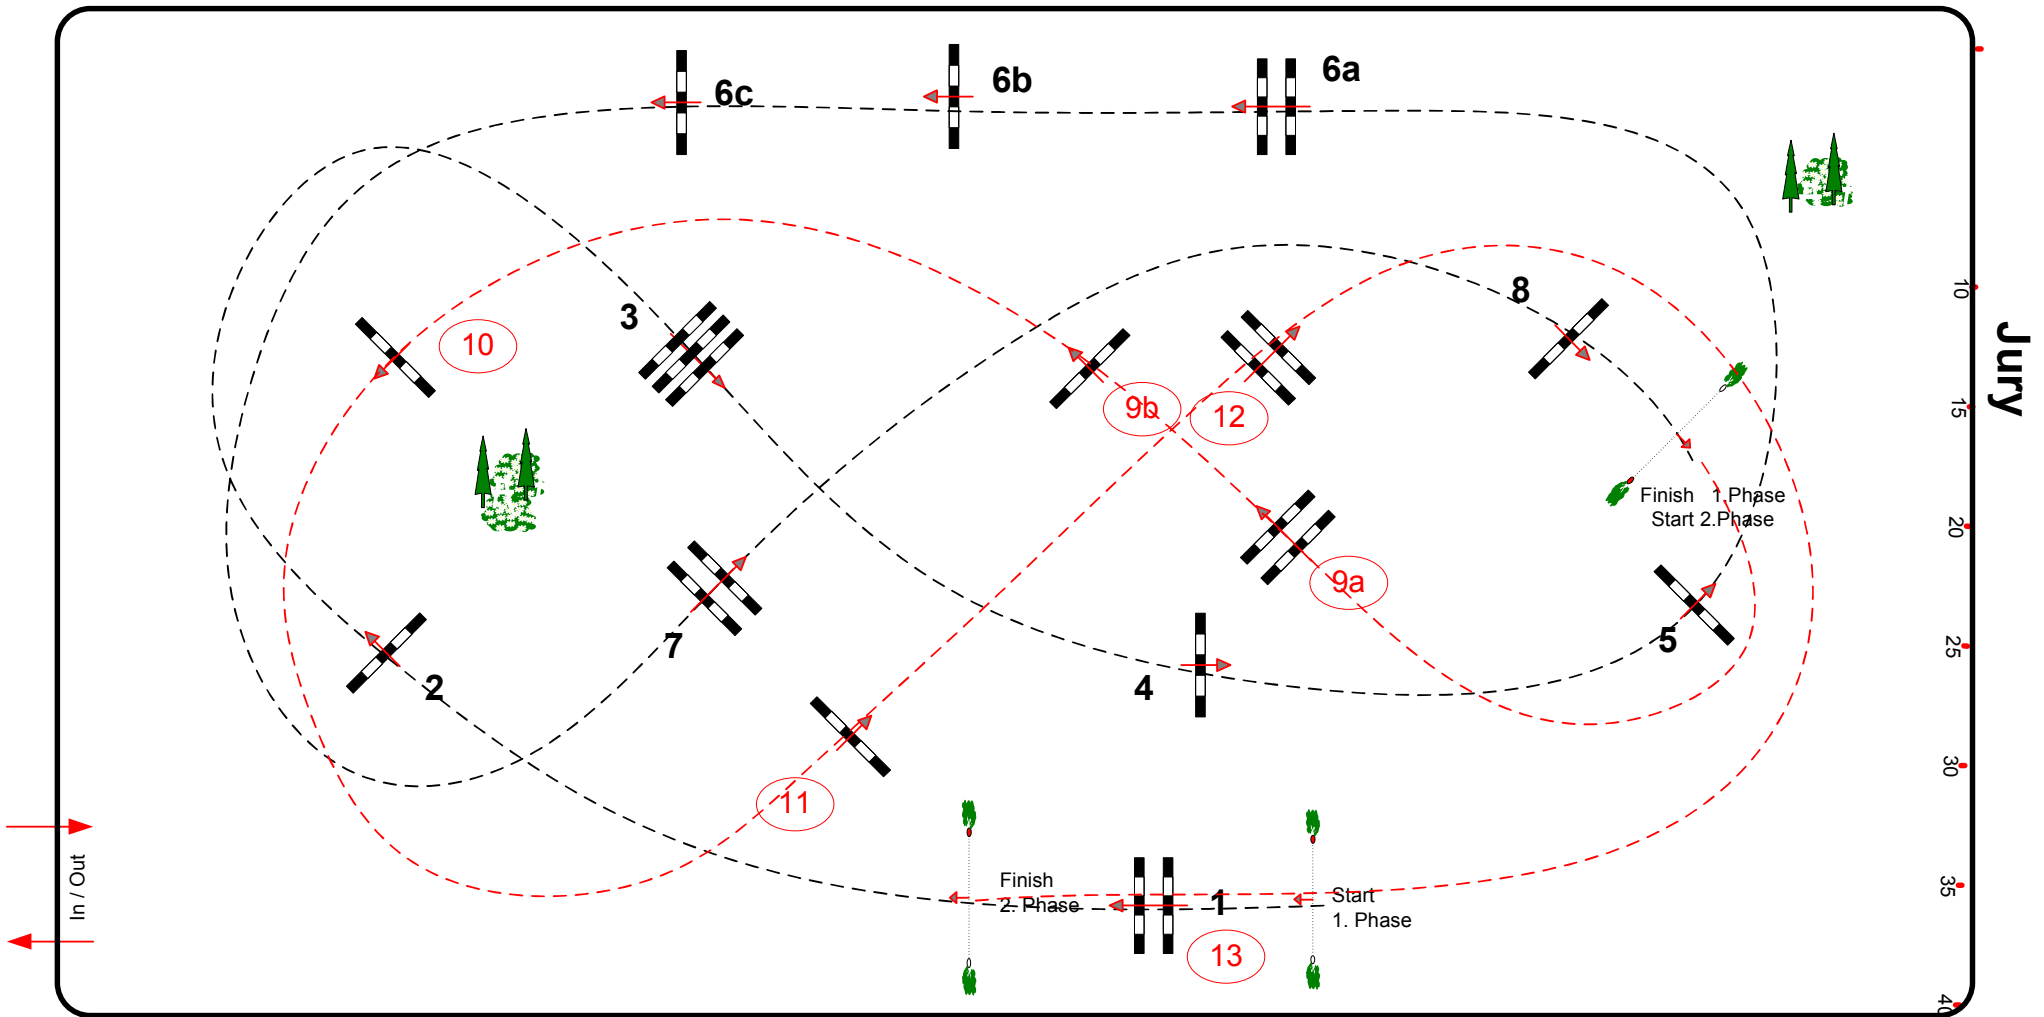 6c
6b
6a
3
8
10
9b
12
9a
7
2
4
5
11
Finish 1.Phase
Start 2.Phase
Finish
2. Phase
1
Start
1. Phase
13
In / Out
Jury
10
15
20
25
30
35
40